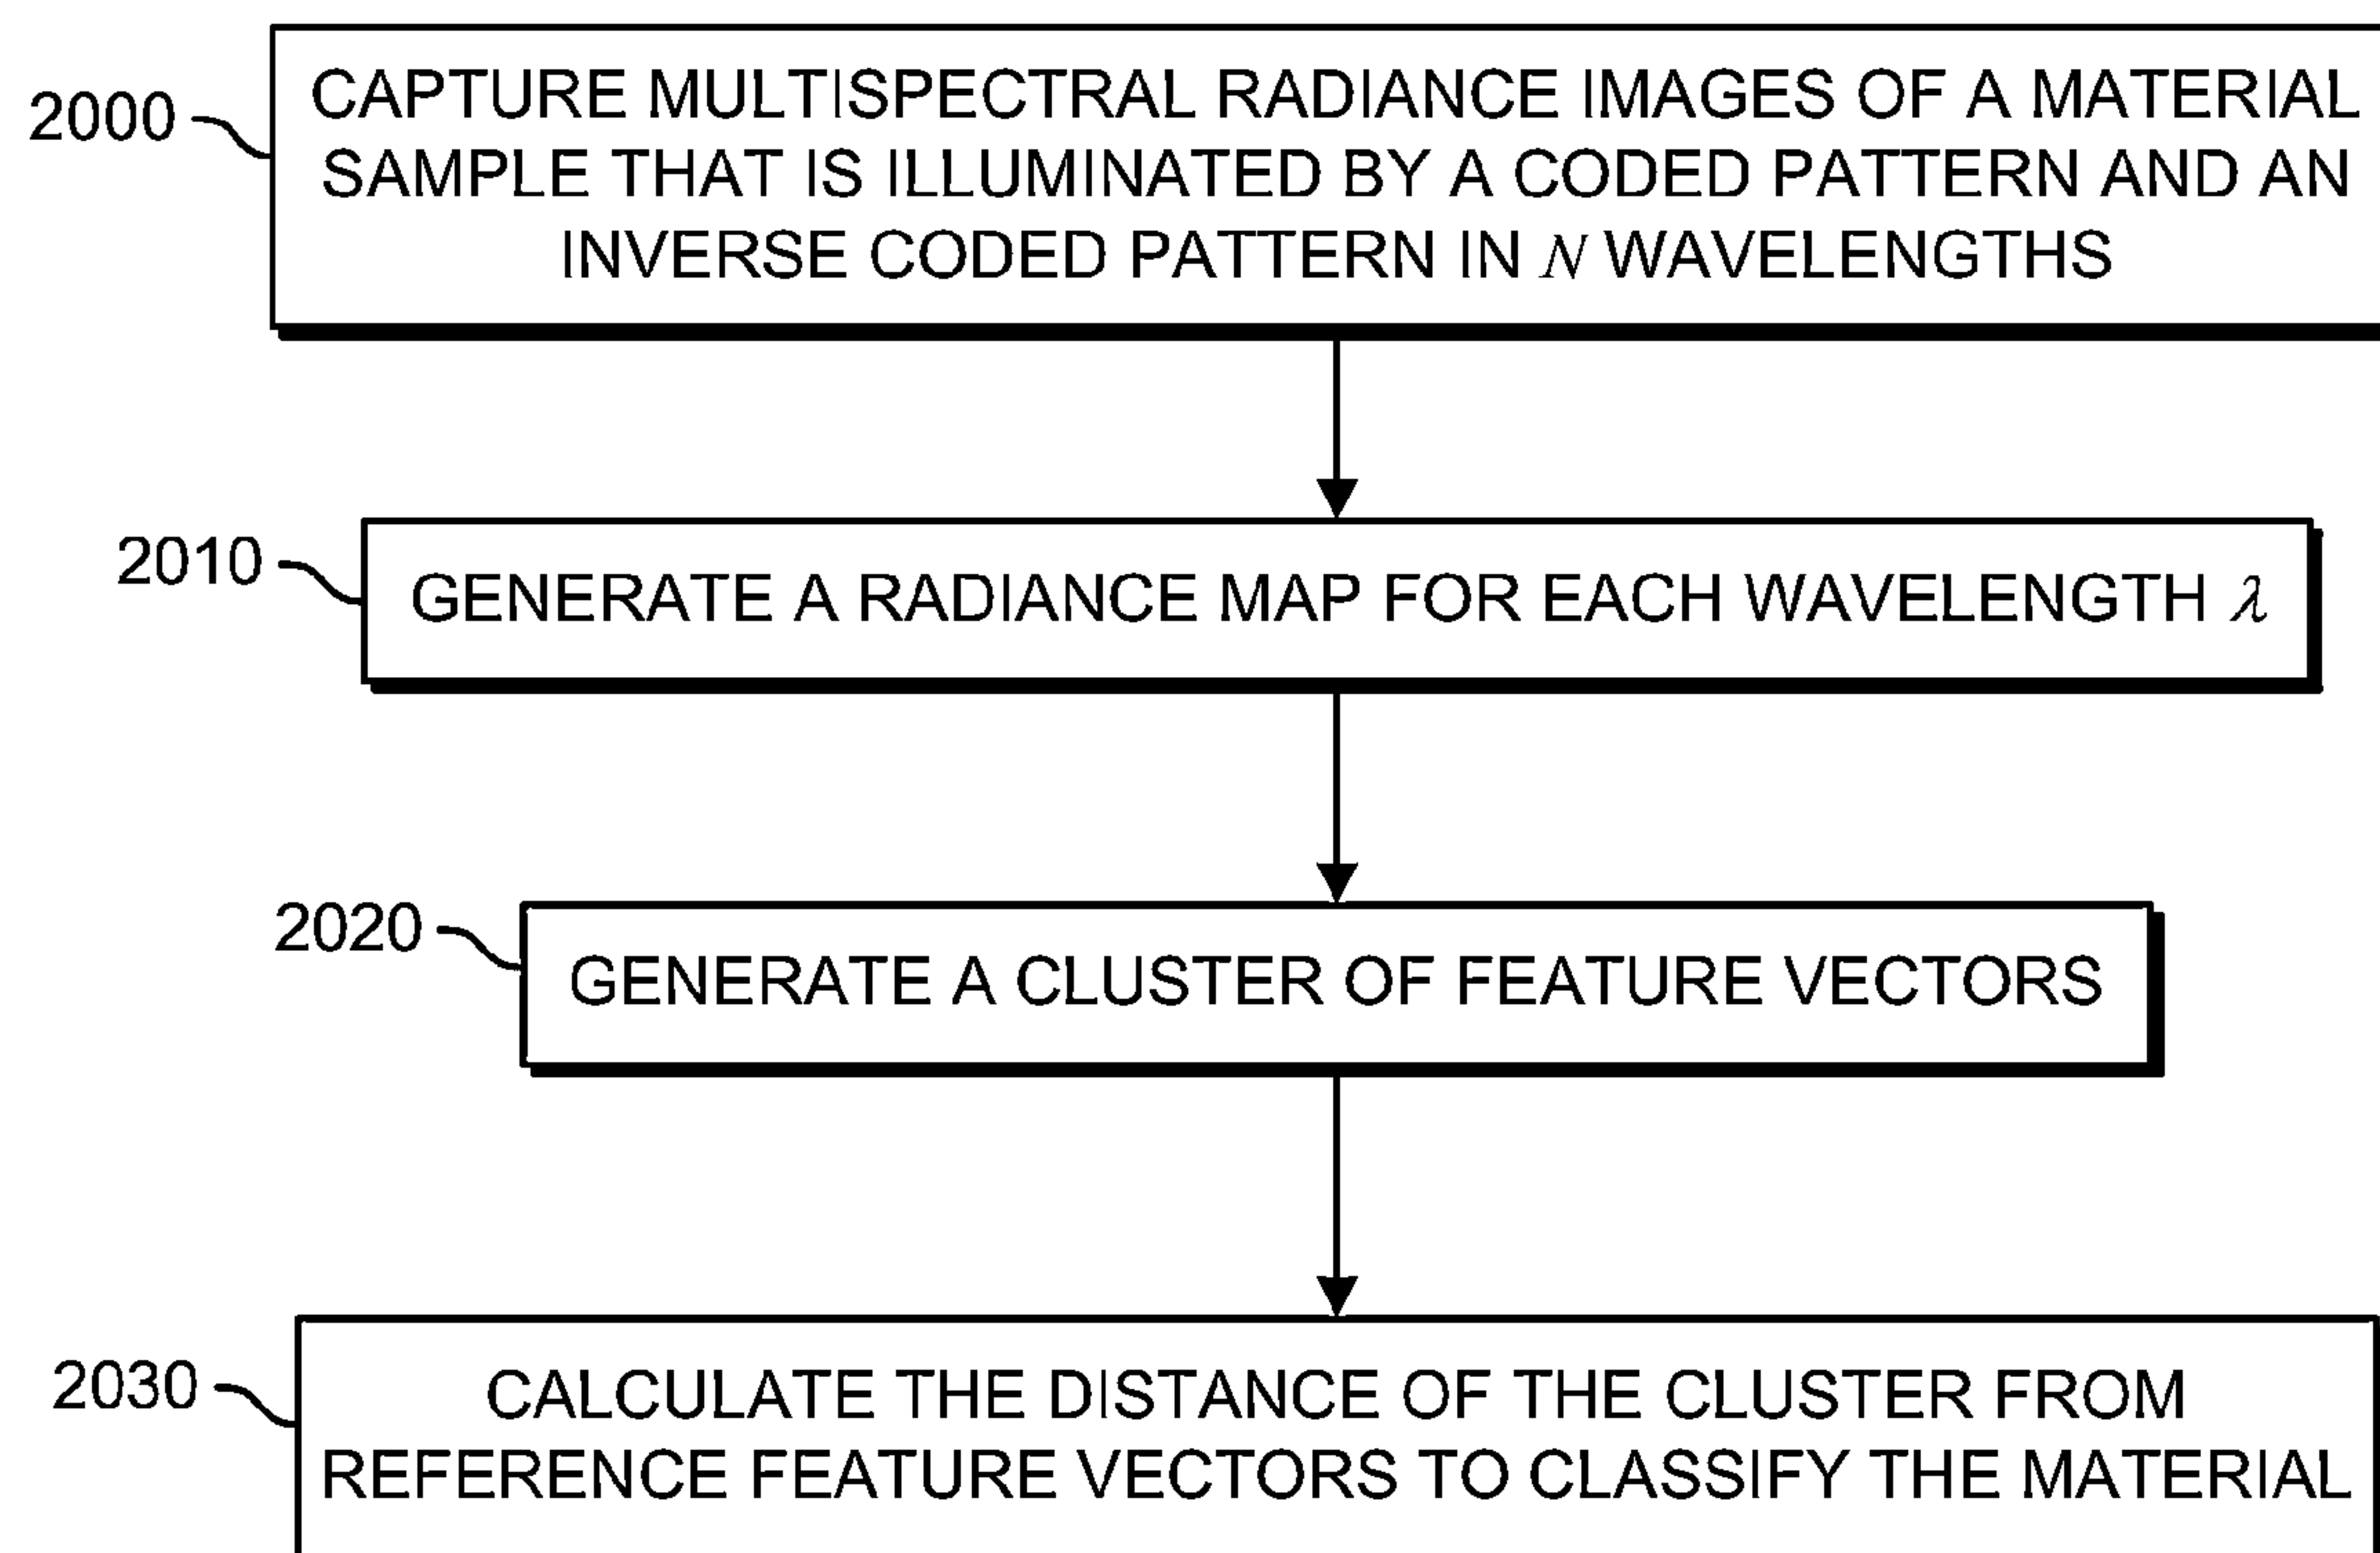 2000
CAPTURE MULTISPECTRAL RADIANCE IMAGES OF A MATERIAL
SAMPLE THAT IS ILLUMINATED BY A CODED PATTERN AND AN
INVERSE CODED PATTERN IN N WAVELENGTHS
2010
GENERATE A RADIANCE MAP FOR EACH WAVELENGTH λ
2020
GENERATE A CLUSTER OF FEATURE VECTORS
2030
CALCULATE THE DISTANCE OF THE CLUSTER FROM
REFERENCE FEATURE VECTORS TO CLASSIFY THE MATERIAL